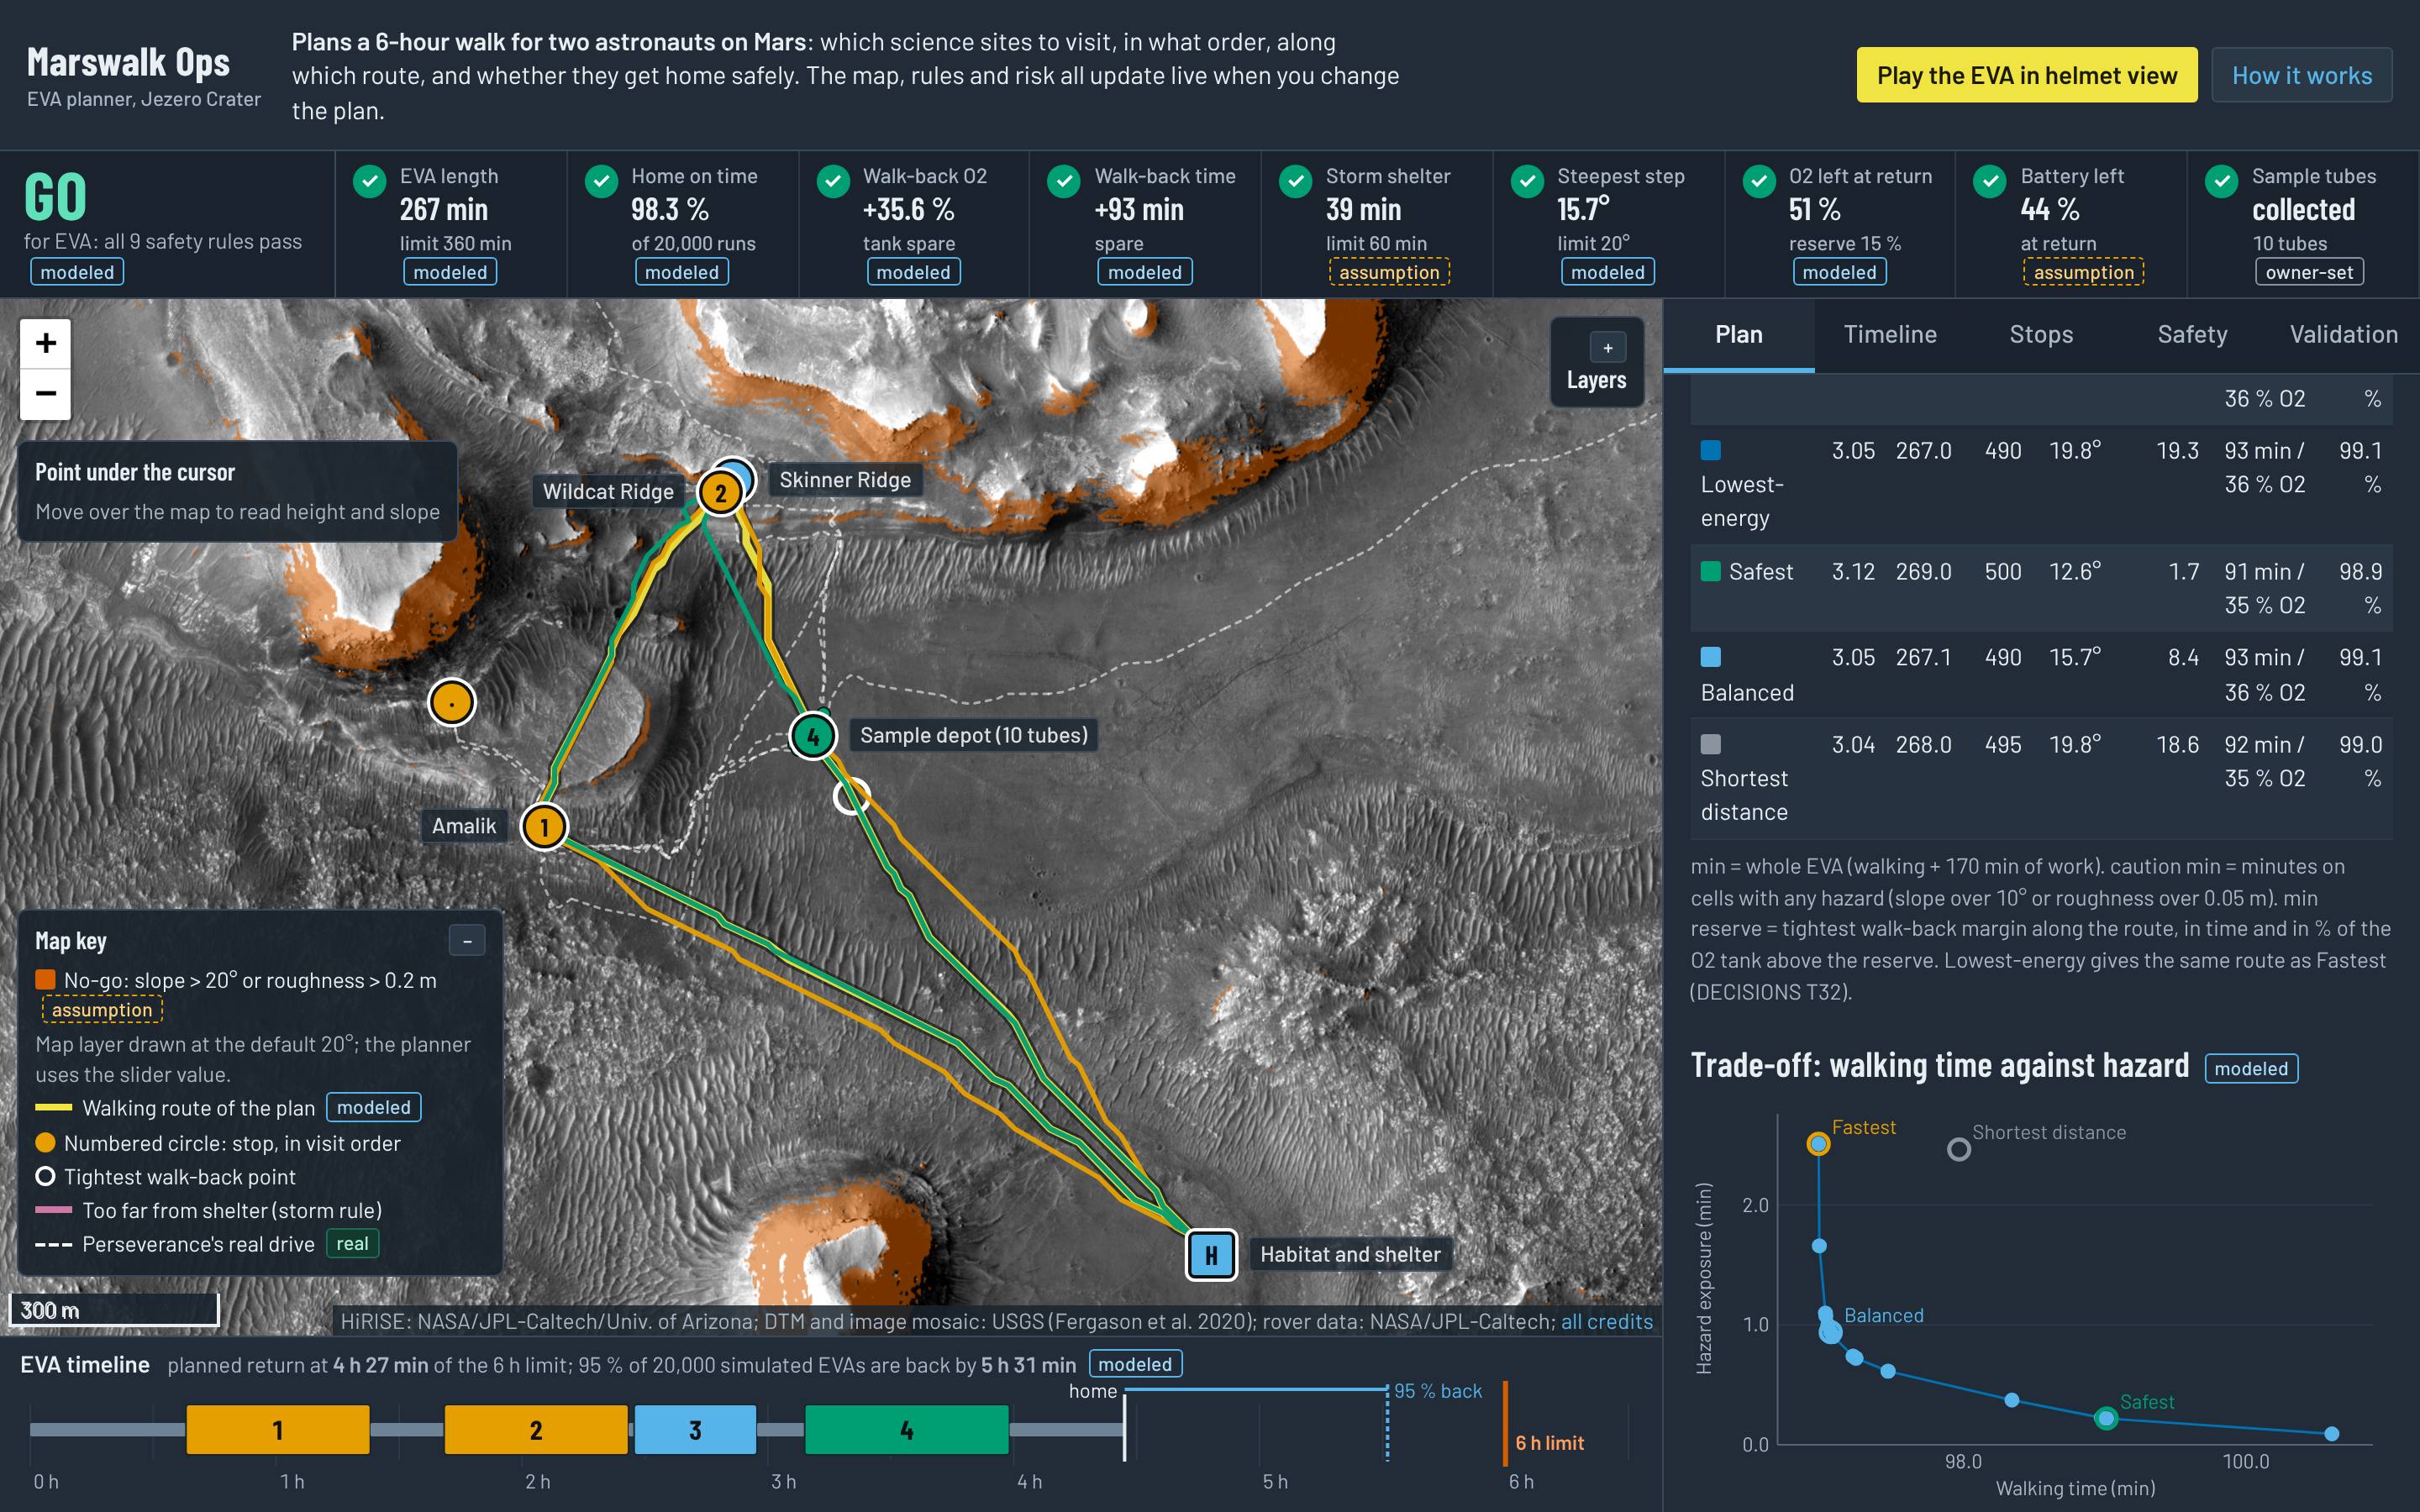 Marswalk Ops
EVA planner, Jezero Crater
Plans a 6-hour walk for two astronauts on Mars: which science sites to visit, in what order, along
which route, and whether they get home safely. The map, rules and risk all update live when you change
the plan.
Play the EVA in helmet view
How it works
GO
for EVA: all 9 safety rules pass
modeled
EVA length
267 min
limit 360 min
modeled
Home on time
98.3 %
of 20,000 runs
modeled
Walk-back O2
+35.6 %
tank spare
modeled
Walk-back time
+93 min
spare
modeled
Storm shelter
39 min
limit 60 min
assumption
Steepest step
15.7°
limit 20°
modeled
O2 left at return
51 %
reserve 15 %
modeled
Battery left
44 %
at return
assumption
Sample tubes
collected
10 tubes
owner-set
+
−
Point under the cursor
Move over the map to read height and slope
+
Layers
Wildcat Ridge
2
Skinner Ridge
.
4
Sample depot (10 tubes)
Amalik
1
H
Habitat and shelter
Map key
–
No-go: slope > 20° or roughness > 0.2 m
assumption
Map layer drawn at the default 20°; the planner
uses the slider value.
Walking route of the plan modeled
Numbered circle: stop, in visit order
Tightest walk-back point
Too far from shelter (storm rule)
Perseverance's real drive real
300 m
HiRISE: NASA/JPL-Caltech/Univ. of Arizona; DTM and image mosaic: USGS (Fergason et al. 2020); rover data: NASA/JPL-Caltech; all credits
EVA timeline planned return at 4 h 27 min of the 6 h limit; 95 % of 20,000 simulated EVAs are back by 5 h 31 min modeled
home
95 % back
1
2
3
4
6 h limit
0 h
1 h
2 h
3 h
4 h
5 h
6 h
Plan
Timeline
Stops
Safety
Validation
36 % O2 %
3.05 267.0 490 19.8° 19.3 93 min / 99.1
Lowest- 36 % O2 %
energy
Safest 3.12 269.0 500 12.6° 1.7 91 min / 98.9
35 % O2 %
3.05 267.1 490 15.7° 8.4 93 min / 99.1
Balanced 36 % O2 %
3.04 268.0 495 19.8° 18.6 92 min / 99.0
Shortest 35 % O2 %
distance
min = whole EVA (walking + 170 min of work). caution min = minutes on
cells with any hazard (slope over 10° or roughness over 0.05 m). min
reserve = tightest walk-back margin along the route, in time and in % of the
O2 tank above the reserve. Lowest-energy gives the same route as Fastest
(DECISIONS T32).
Trade-off: walking time against hazard modeled
Fastest
Shortest distance
Balanced
Safest
Hazard exposure (min)
2.0
1.0
0.0
98.0
100.0
Walking time (min)